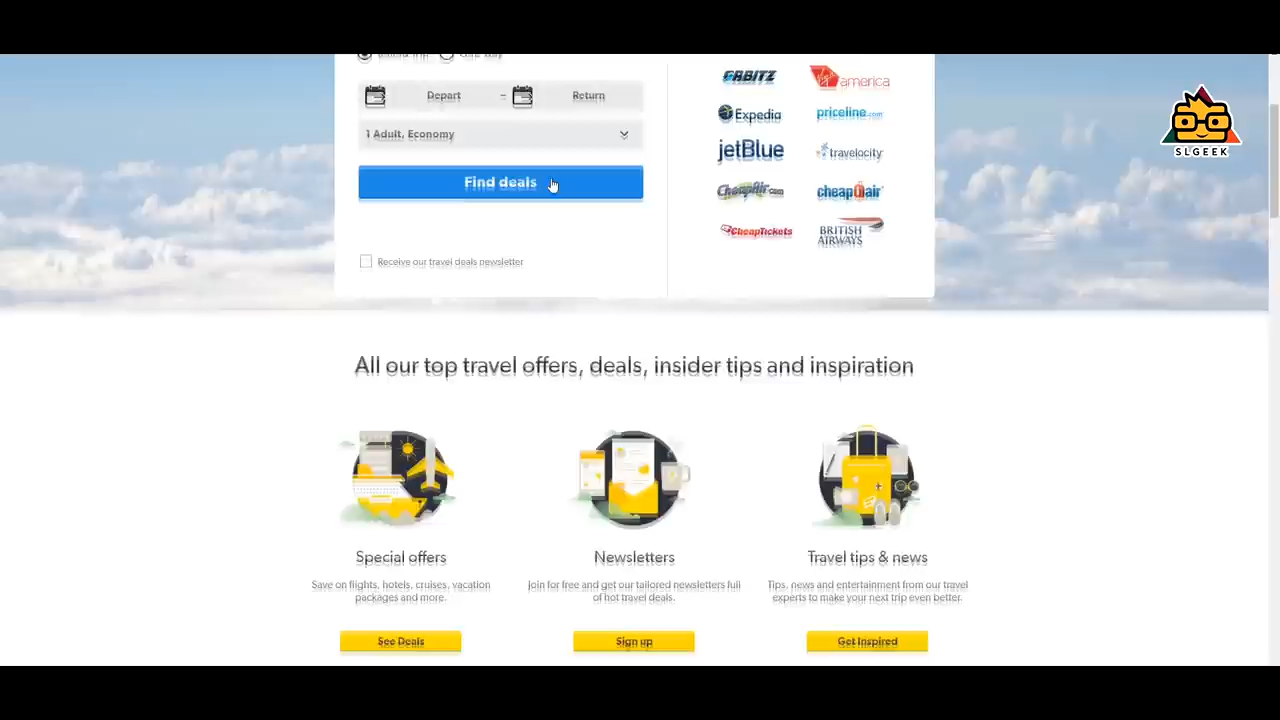 Depart – Return
1 Adult, Economy
Find deals
Receive our travel deals newsletter
ORBITZ
Virgin america
Expedia
priceline.com
jetBlue
travelocity
CheapAir.com
cheapOair
CheapTickets
BRITISH AIRWAYS
SLGEEK
All our top travel offers, deals, insider tips and inspiration
Special offers
Save on flights, hotels, cruises, vacation
packages and more.
See Deals
Newsletters
Join for free and get our tailored newsletters full
of hot travel deals.
Sign up
Travel tips & news
Tips, news and entertainment from our travel
experts to make your next trip even better.
Get Inspired